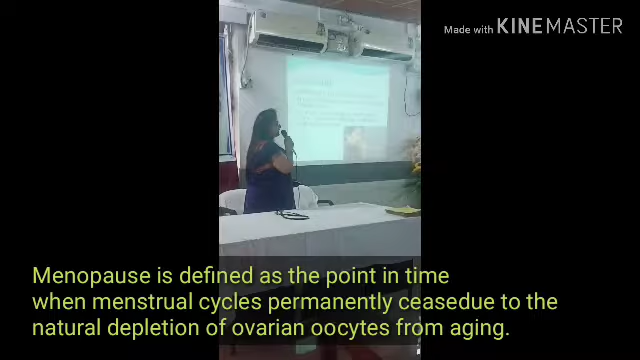 Made with KINEMASTER
Menopause is defined as the point in time
when menstrual cycles permanently ceasedue to the
natural depletion of ovarian oocytes from aging.